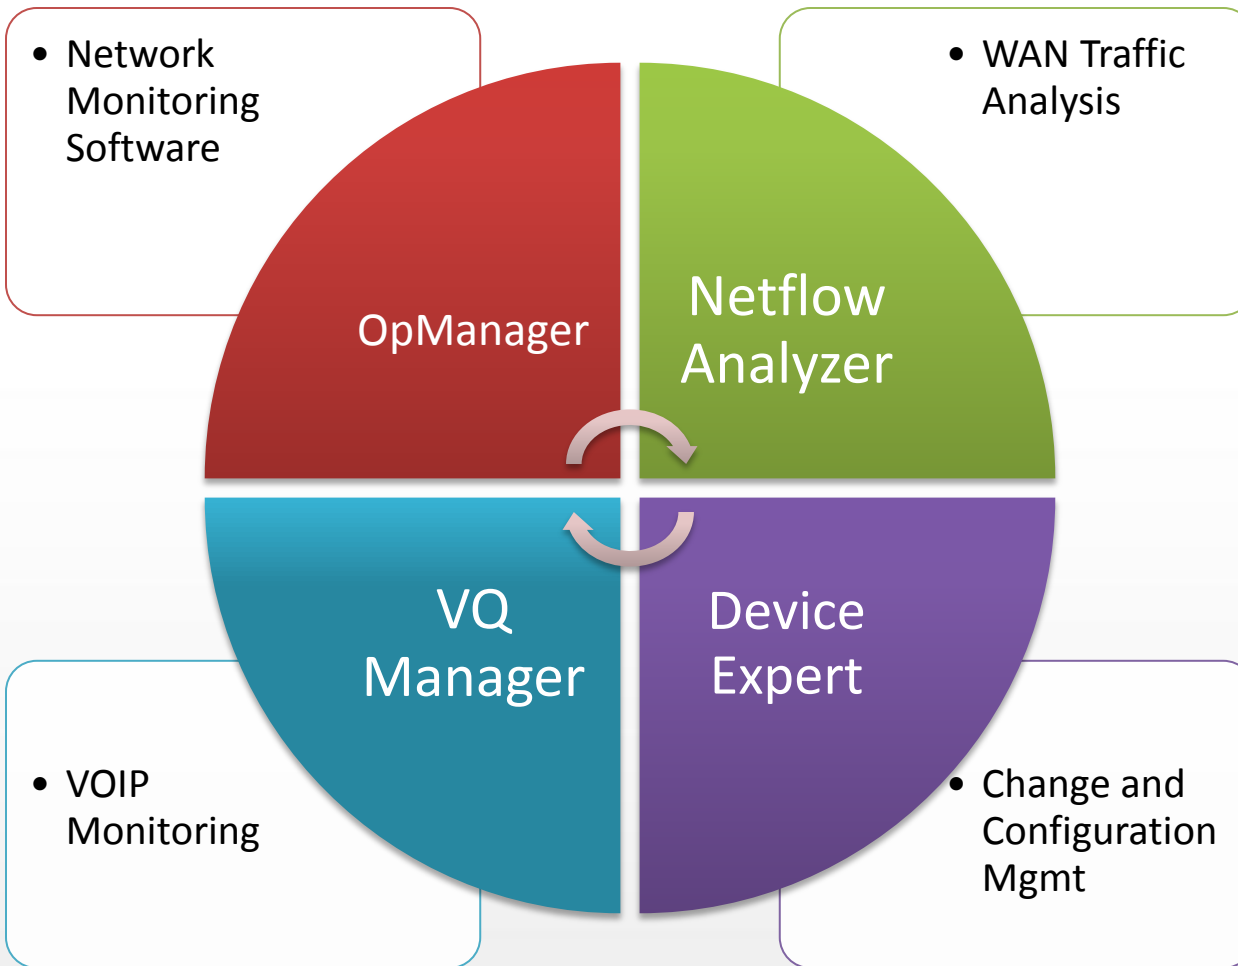 • Network
Monitoring
Software
• WAN Traffic
Analysis
OpManager
Netflow
Analyzer
VQ
Manager
Device
Expert
• VOIP
Monitoring
• Change and
Configuration
Mgmt